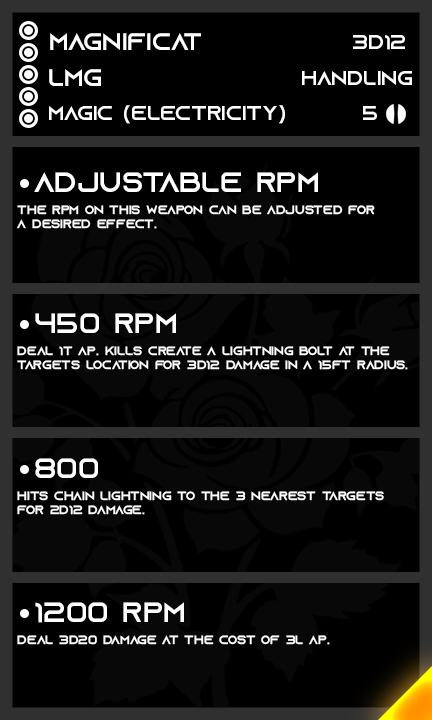 MAGNIFICAT 3D12
LMG HANDLING
MAGIC (ELECTRICITY) 5
•ADJUSTABLE RPM
THE RPM ON THIS WEAPON CAN BE ADJUSTED FOR
A DESIRED EFFECT.
•450 RPM
DEAL 1T AP. KILLS CREATE A LIGHTNING BOLT AT THE
TARGETS LOCATION FOR 3D12 DAMAGE IN A 15FT RADIUS.
•800
HITS CHAIN LIGHTNING TO THE 3 NEAREST TARGETS
FOR 2D12 DAMAGE.
•1200 RPM
DEAL 3D20 DAMAGE AT THE COST OF 3L AP.